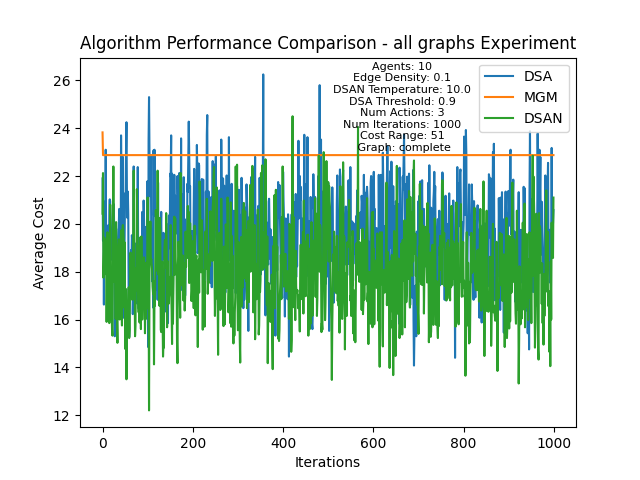 Algorithm Performance Comparison - all graphs Experiment
Agents: 10
Edge Density: 0.1
DSAN Temperature: 10.0
DSA Threshold: 0.9
Num Actions: 3
Num Iterations: 1000
Cost Range: 51
Graph: complete
DSA
MGM
DSAN
Average Cost
26
24
22
20
18
16
14
12
0
200
400
600
800
1000
Iterations